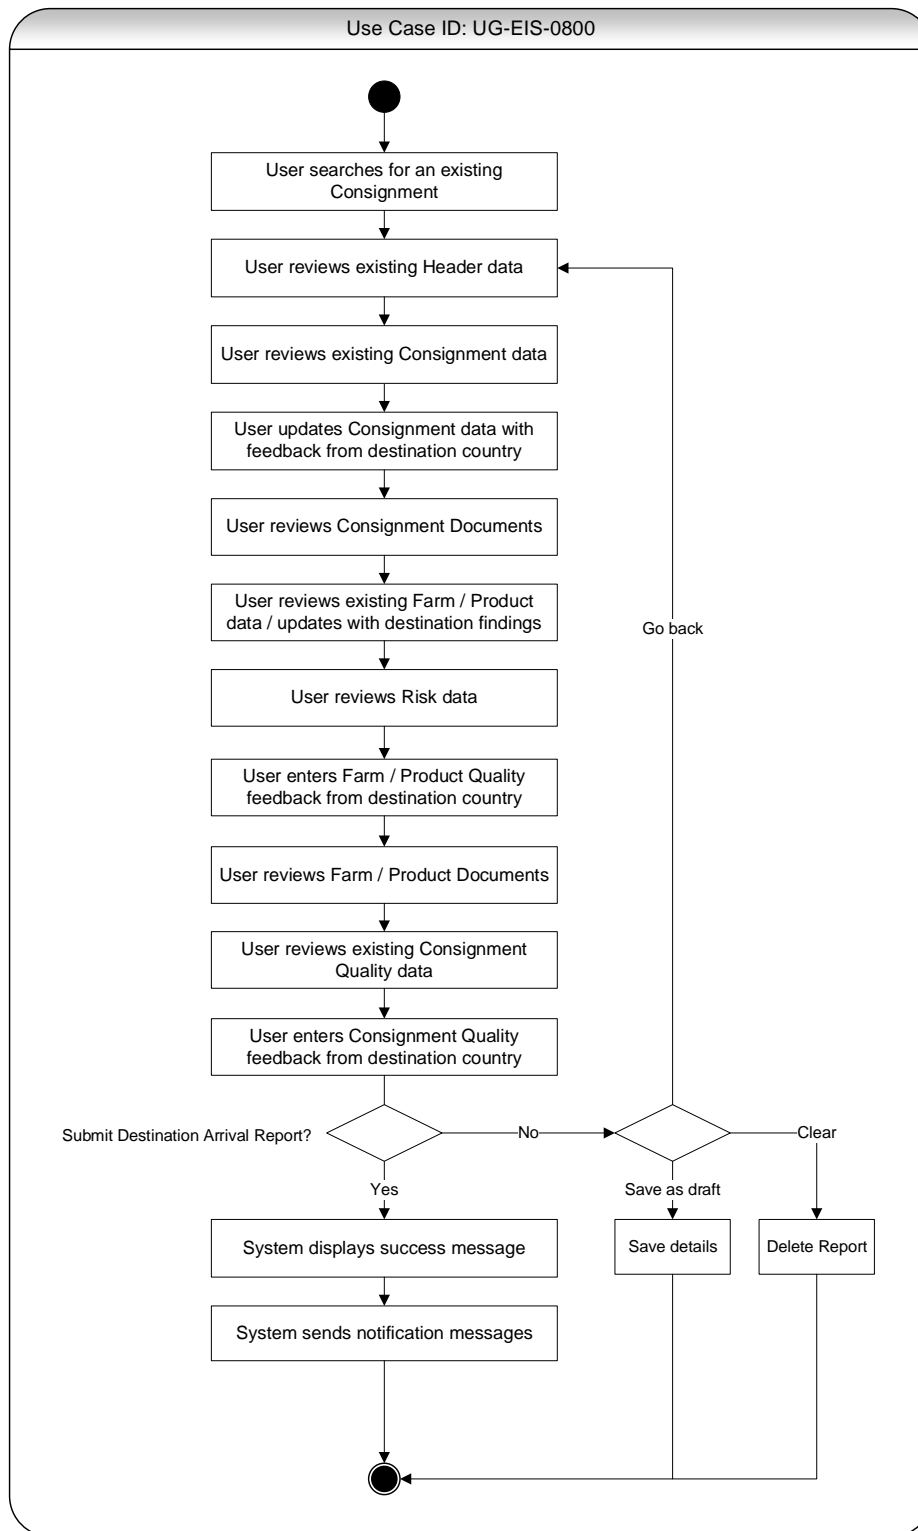 Use Case ID: UG-EIS-0800
User searches for an existing
Consignment
User reviews existing Header data
User reviews existing Consignment data
User updates Consignment data with
feedback from destination country
User reviews Consignment Documents
User reviews existing Farm / Product
data / updates with destination findings
Go back
User reviews Risk data
User enters Farm / Product Quality
feedback from destination country
User reviews Farm / Product Documents
User reviews existing Consignment
Quality data
User enters Consignment Quality
feedback from destination country
Submit Destination Arrival Report?
No
Clear
Yes
Save as draft
System displays success message
Save details
Delete Report
System sends notification messages